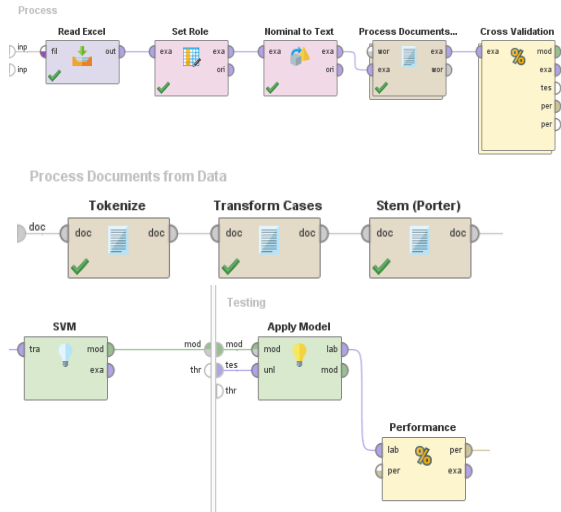 Process
Read Excel Set Role Nominal to Text Process Documents... Cross Validation
inp fil out exa exa exa exa wor exa exa mod
inp ori ori exa wor exa
tes
per
per
Process Documents from Data
Tokenize Transform Cases Stem (Porter)
doc doc doc doc doc doc doc
Testing
SVM Apply Model
tra mod mod mod mod lab
exa thr tes unl mod
thr
Performance
lab per
per exa